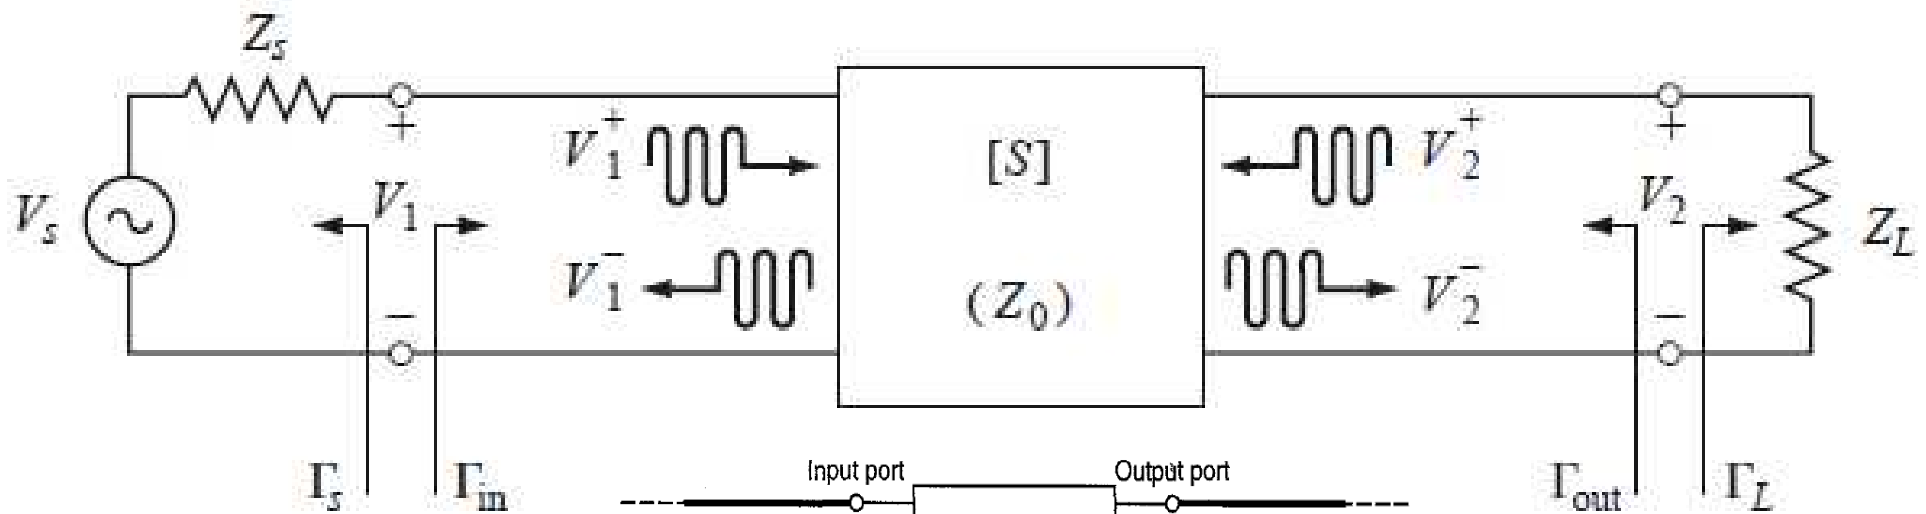 Z_s
V_1^+ [S] V_2^+
V_s + V_1 - V_1^- (Z_0) V_2^- + V_2 - Z_L
Input port Output port
Γ_s Γ_in Γ_out Γ_L